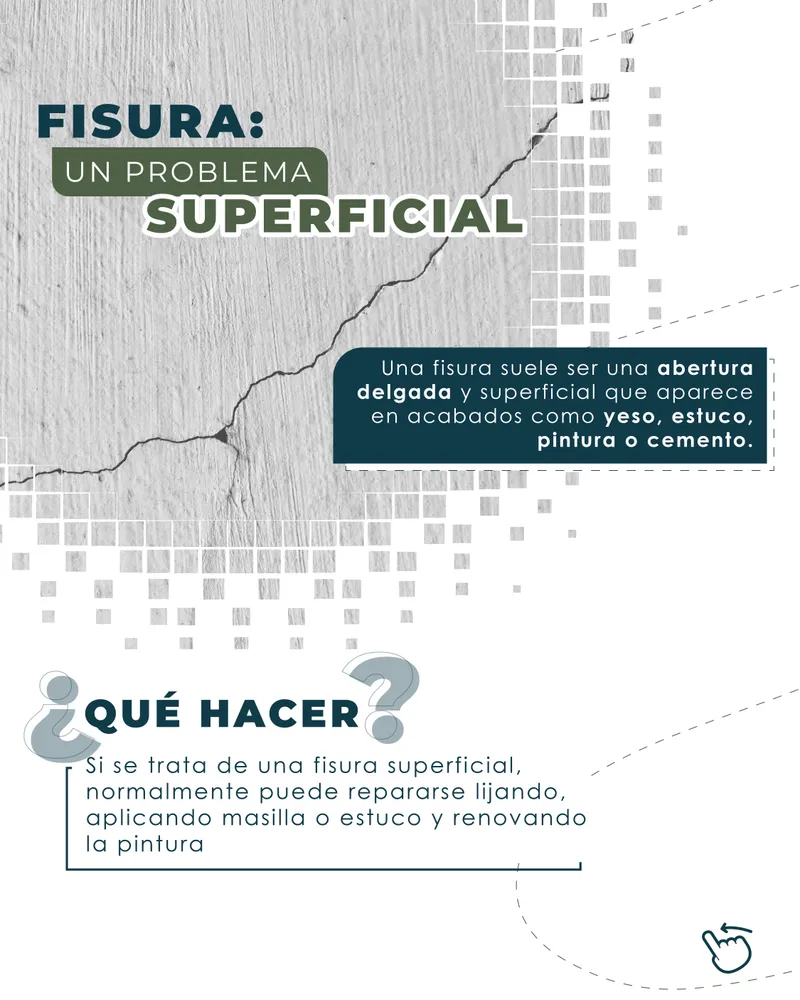 FISURA:
UN PROBLEMA
SUPERFICIAL
Una fisura suele ser una abertura
delgada y superficial que aparece
en acabados como yeso, estuco,
pintura o cemento.
¿QUÉ HACER?
Si se trata de una fisura superficial,
normalmente puede repararse lijando,
aplicando masilla o estuco y renovando
la pintura